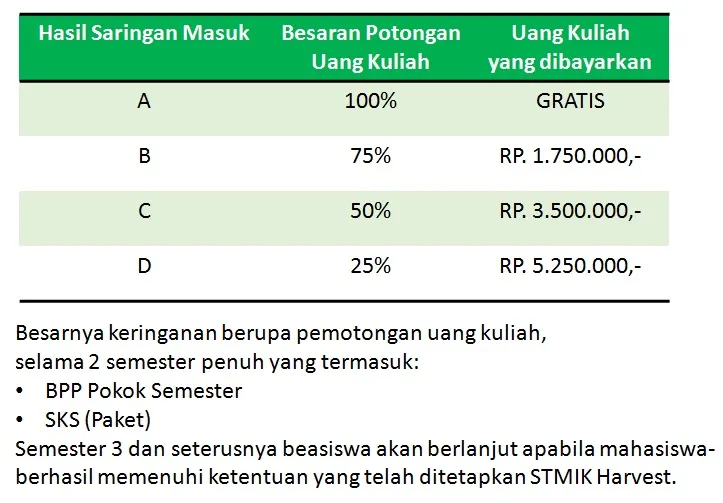 Hasil Saringan Masuk Besaran Potongan Uang Kuliah
Uang Kuliah yang dibayarkan
A 100% GRATIS
B 75% RP. 1.750.000,-
C 50% RP. 3.500.000,-
D 25% RP. 5.250.000,-
Besarnya keringanan berupa pemotongan uang kuliah,
selama 2 semester penuh yang termasuk:
• BPP Pokok Semester
• SKS (Paket)
Semester 3 dan seterusnya beasiswa akan berlanjut apabila mahasiswa-
berhasil memenuhi ketentuan yang telah ditetapkan STMIK Harvest.